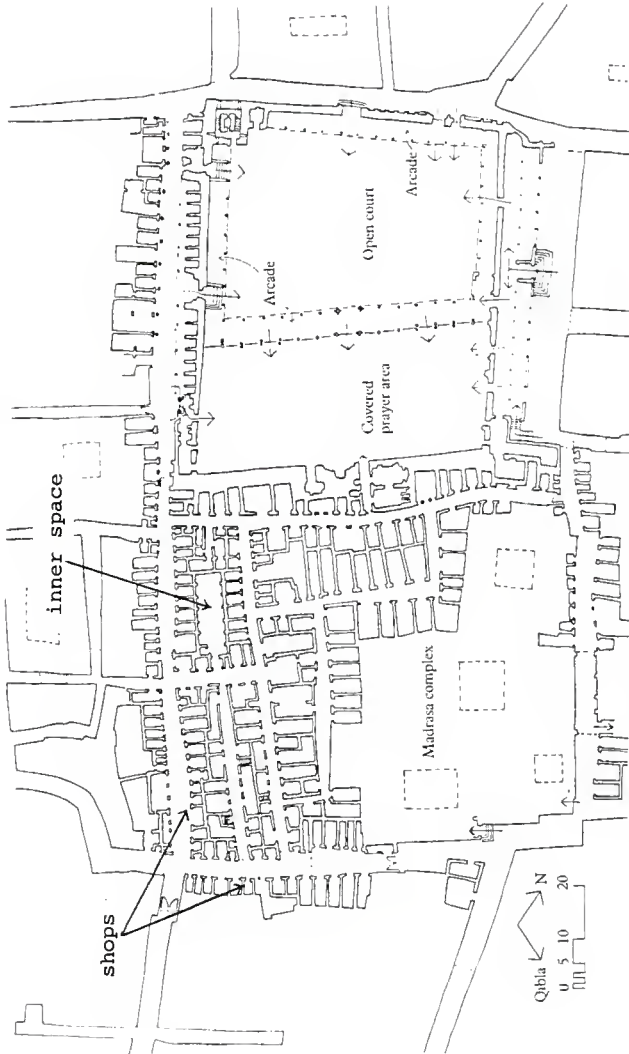 inner space
shops
Arcade
Covered
prayer area
Open court
Arcade
Madrasa complex
Qibla
N
0 5 10 20